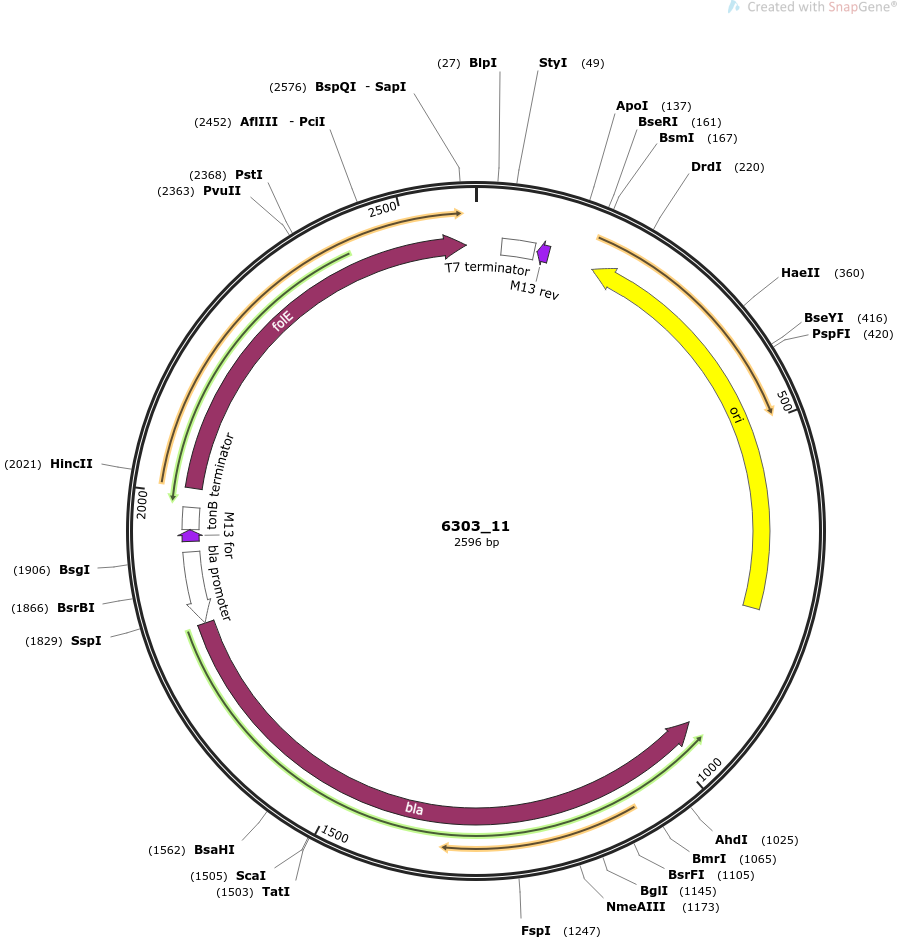 Created with SnapGene®
(27) BlpI
StyI (49)
(2576) BspQI - SapI
ApoI (137)
(2452) AflIII - PciI
BseRI (161)
BsmI (167)
DrdI (220)
(2368) PstI
(2363) PvuII
2500
T7 terminator
M13 rev
HaeII (360)
BseYI (416)
PspFI (420)
folE
500
ori
(2021) HincII
2000
tonB terminator
M13 for
bla promoter
6303_11
2596 bp
(1906) BsgI
(1866) BsrBI
(1829) SspI
1000
bla
1500
AhdI (1025)
(1562) BsaHI
BmrI (1065)
(1505) ScaI
BsrFI (1105)
(1503) TatI
BglI (1145)
NmeAIII (1173)
FspI (1247)